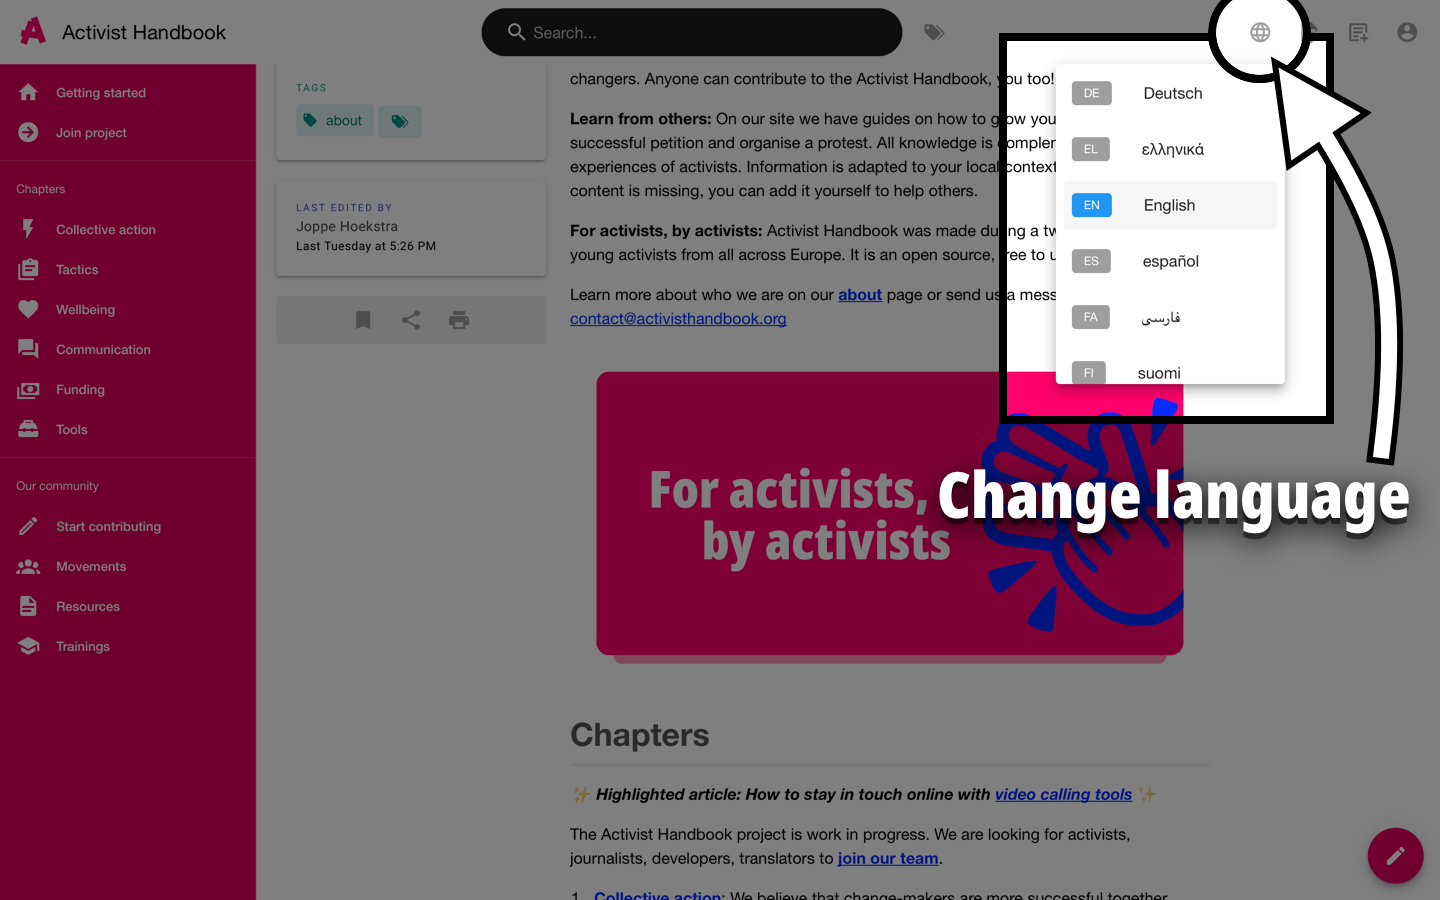 Activist Handbook
Search...
Getting started
Join project
Chapters
Collective action
Tactics
Wellbeing
Communication
Funding
Tools
Our community
Start contributing
Movements
Resources
Trainings
TAGS
about
LAST EDITED BY
Joppe Hoekstra
Last Tuesday at 5:26 PM
changers. Anyone can contribute to the Activist Handbook, you too!
Learn from others: On our site we have guides on how to grow you
successful petition and organise a protest. All knowledge is complem
experiences of activists. Information is adapted to your local context
content is missing, you can add it yourself to help others.
For activists, by activists: Activist Handbook was made during a tw
young activists from all across Europe. It is an open source, free to u
Learn more about who we are on our about page or send us a mess
contact@activisthandbook.org
DE Deutsch
EL ελληνικά
EN English
ES español
FA فارسی
FI suomi
Change language
For activists,
by activists
Chapters
✨ Highlighted article: How to stay in touch online with video calling tools ✨
The Activist Handbook project is work in progress. We are looking for activists,
journalists, developers, translators to join our team.
1. Collective action: We believe that change-makers are more successful together.